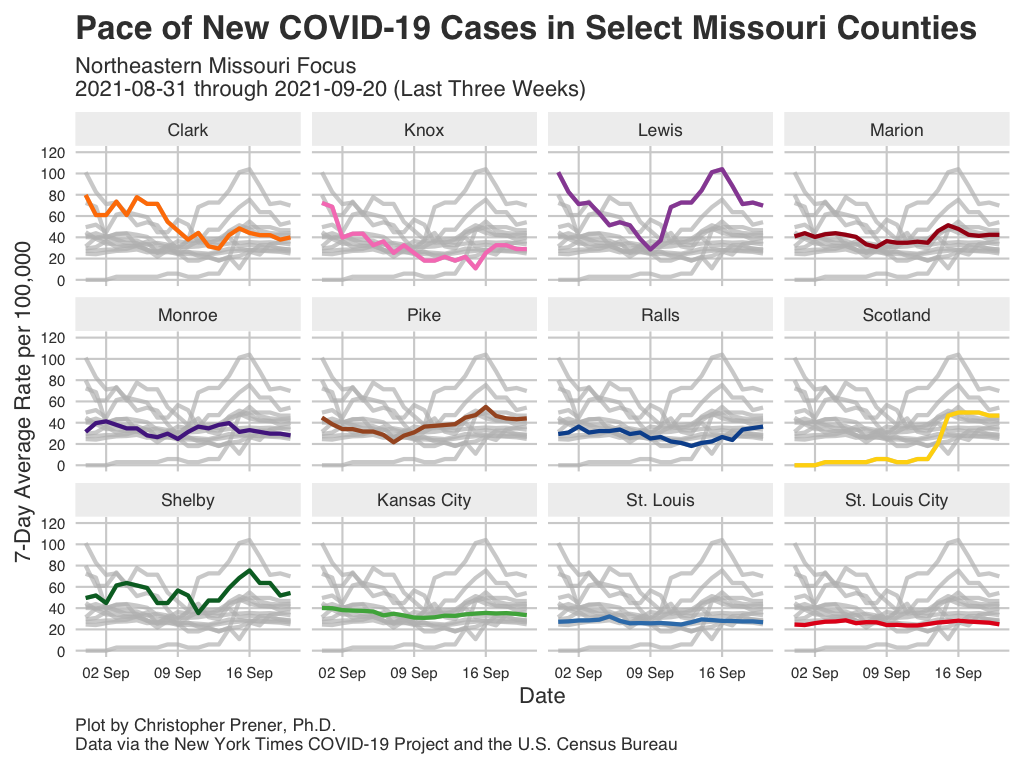 Pace of New COVID-19 Cases in Select Missouri Counties
Northeastern Missouri Focus
2021-08-31 through 2021-09-20 (Last Three Weeks)
7-Day Average Rate per 100,000
Clark
Knox
Lewis
Marion
120
100
80
60
40
20
0
Monroe
Pike
Ralls
Scotland
120
100
80
60
40
20
0
Shelby
Kansas City
St. Louis
St. Louis City
120
100
80
60
40
20
0
02 Sep
09 Sep
16 Sep
02 Sep
09 Sep
16 Sep
02 Sep
09 Sep
16 Sep
02 Sep
09 Sep
16 Sep
Date
Plot by Christopher Prener, Ph.D.
Data via the New York Times COVID-19 Project and the U.S. Census Bureau